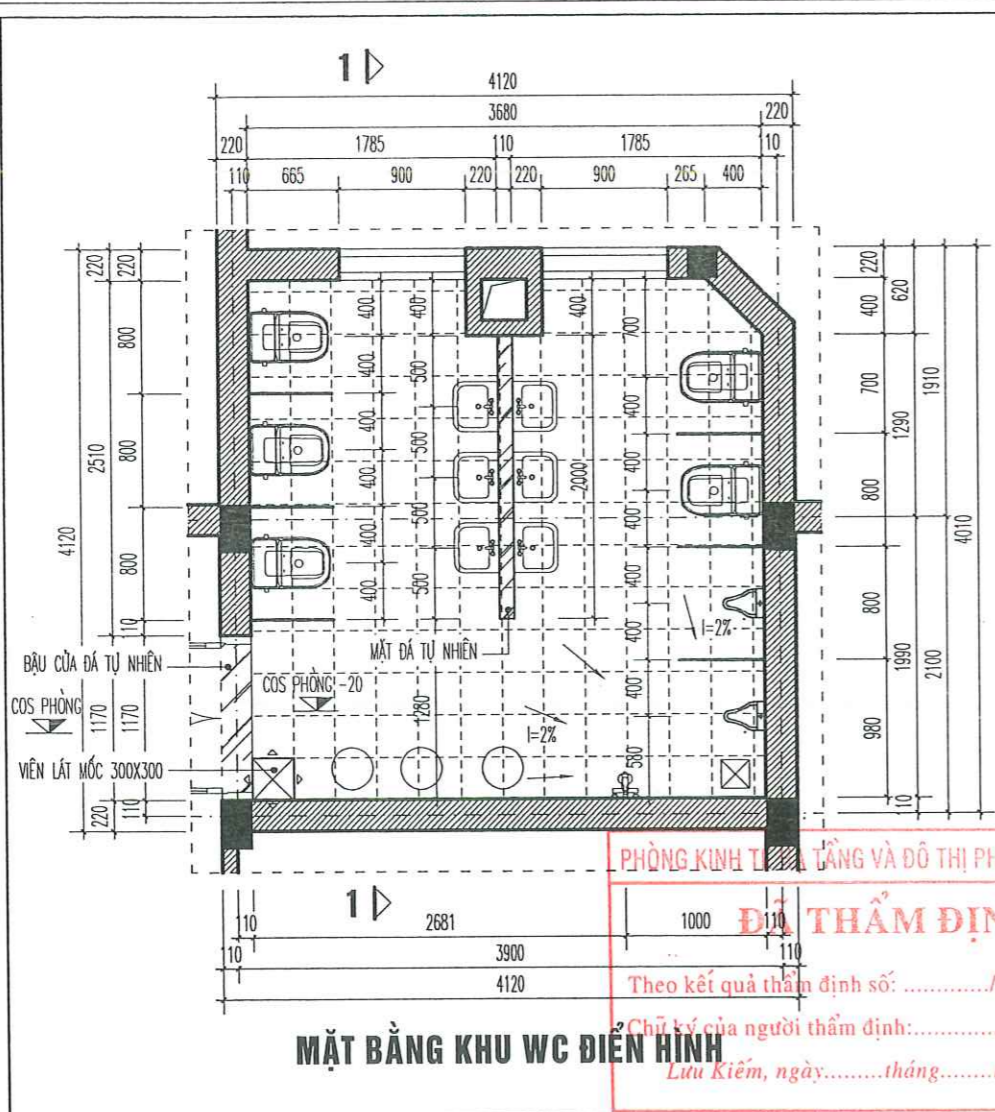 1
4120
3680 220
220 1785 110 1785 10
110 665 900 220 220 900 265 400
220 220 220
400 400 400 400 620
800 700
400 500 700 1910
400 500 400 1290
2510 800 2000
400 500 400 800
4120 4010
400 500 400
800 400 500 400 800
10 I=2%
MẶT ĐÁ TỰ NHIÊN 400 1990 2100
BẬU CỬA ĐÁ TỰ NHIÊN
COS PHÒNG -20 400
COS PHÒNG
1170 1170 1280 980
I=2%
VIÊN LÁT MỐC 300X300 580
220 110 10
PHÒNG KINH TẦNG VÀ ĐÔ THỊ
1
ĐÃ THẨM
110 2681 1000 110
110 3900 110
4120
Theo kết quả thẩm định số: .............
Chữ ký của người thẩm định:..............
MẶT BẰNG KHU WC ĐIỂN HÌNH
Lưu Kiếm, ngày.........tháng........